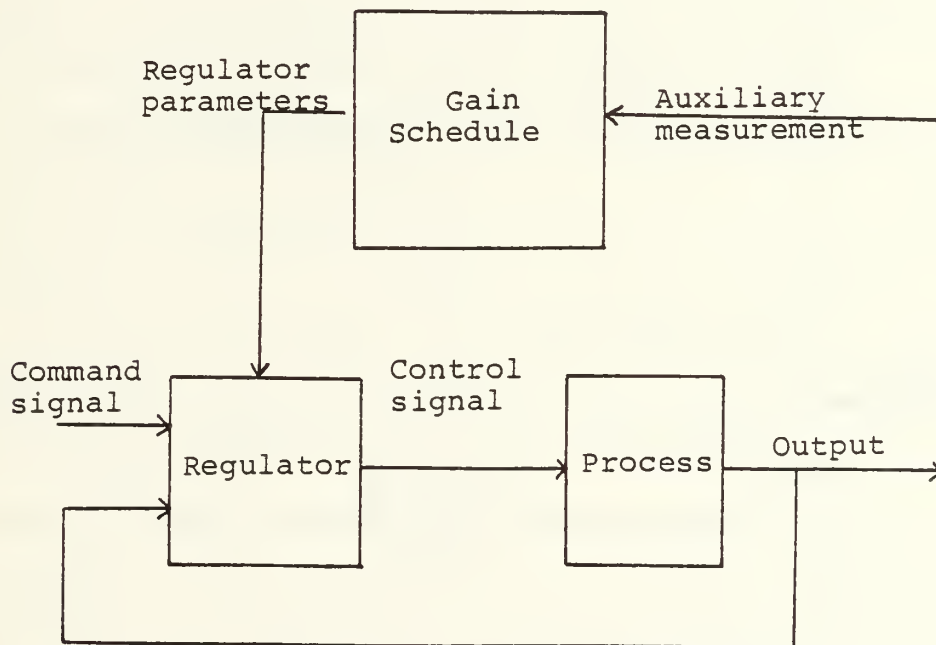 Regulator
parameters
Gain
Schedule
Auxiliary
measurement
Command
signal
Control
signal
Regulator
Process
Output